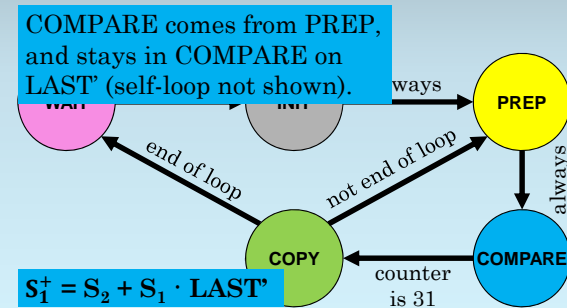 COMPARE comes from PREP,
and stays in COMPARE on
LAST' (self-loop not shown).
ways
PREP
end of loop
not end of loop
always
COPY
COMPARE
counter
is 31
S₁⁺ = S₂ + S₁ · LAST'